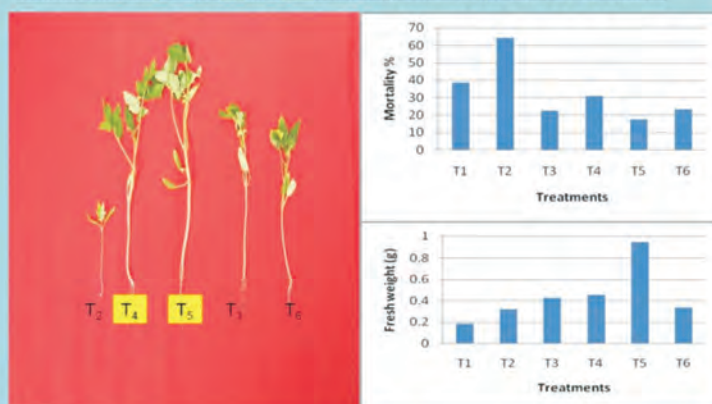 T2 T4 T5 T3 T6
Mortality %
70
60
50
40
30
20
10
0
T1 T2 T3 T4 T5 T6
Treatments
Fresh weight (g)
1
0.8
0.6
0.4
0.2
0
T1 T2 T3 T4 T5 T6
Treatments